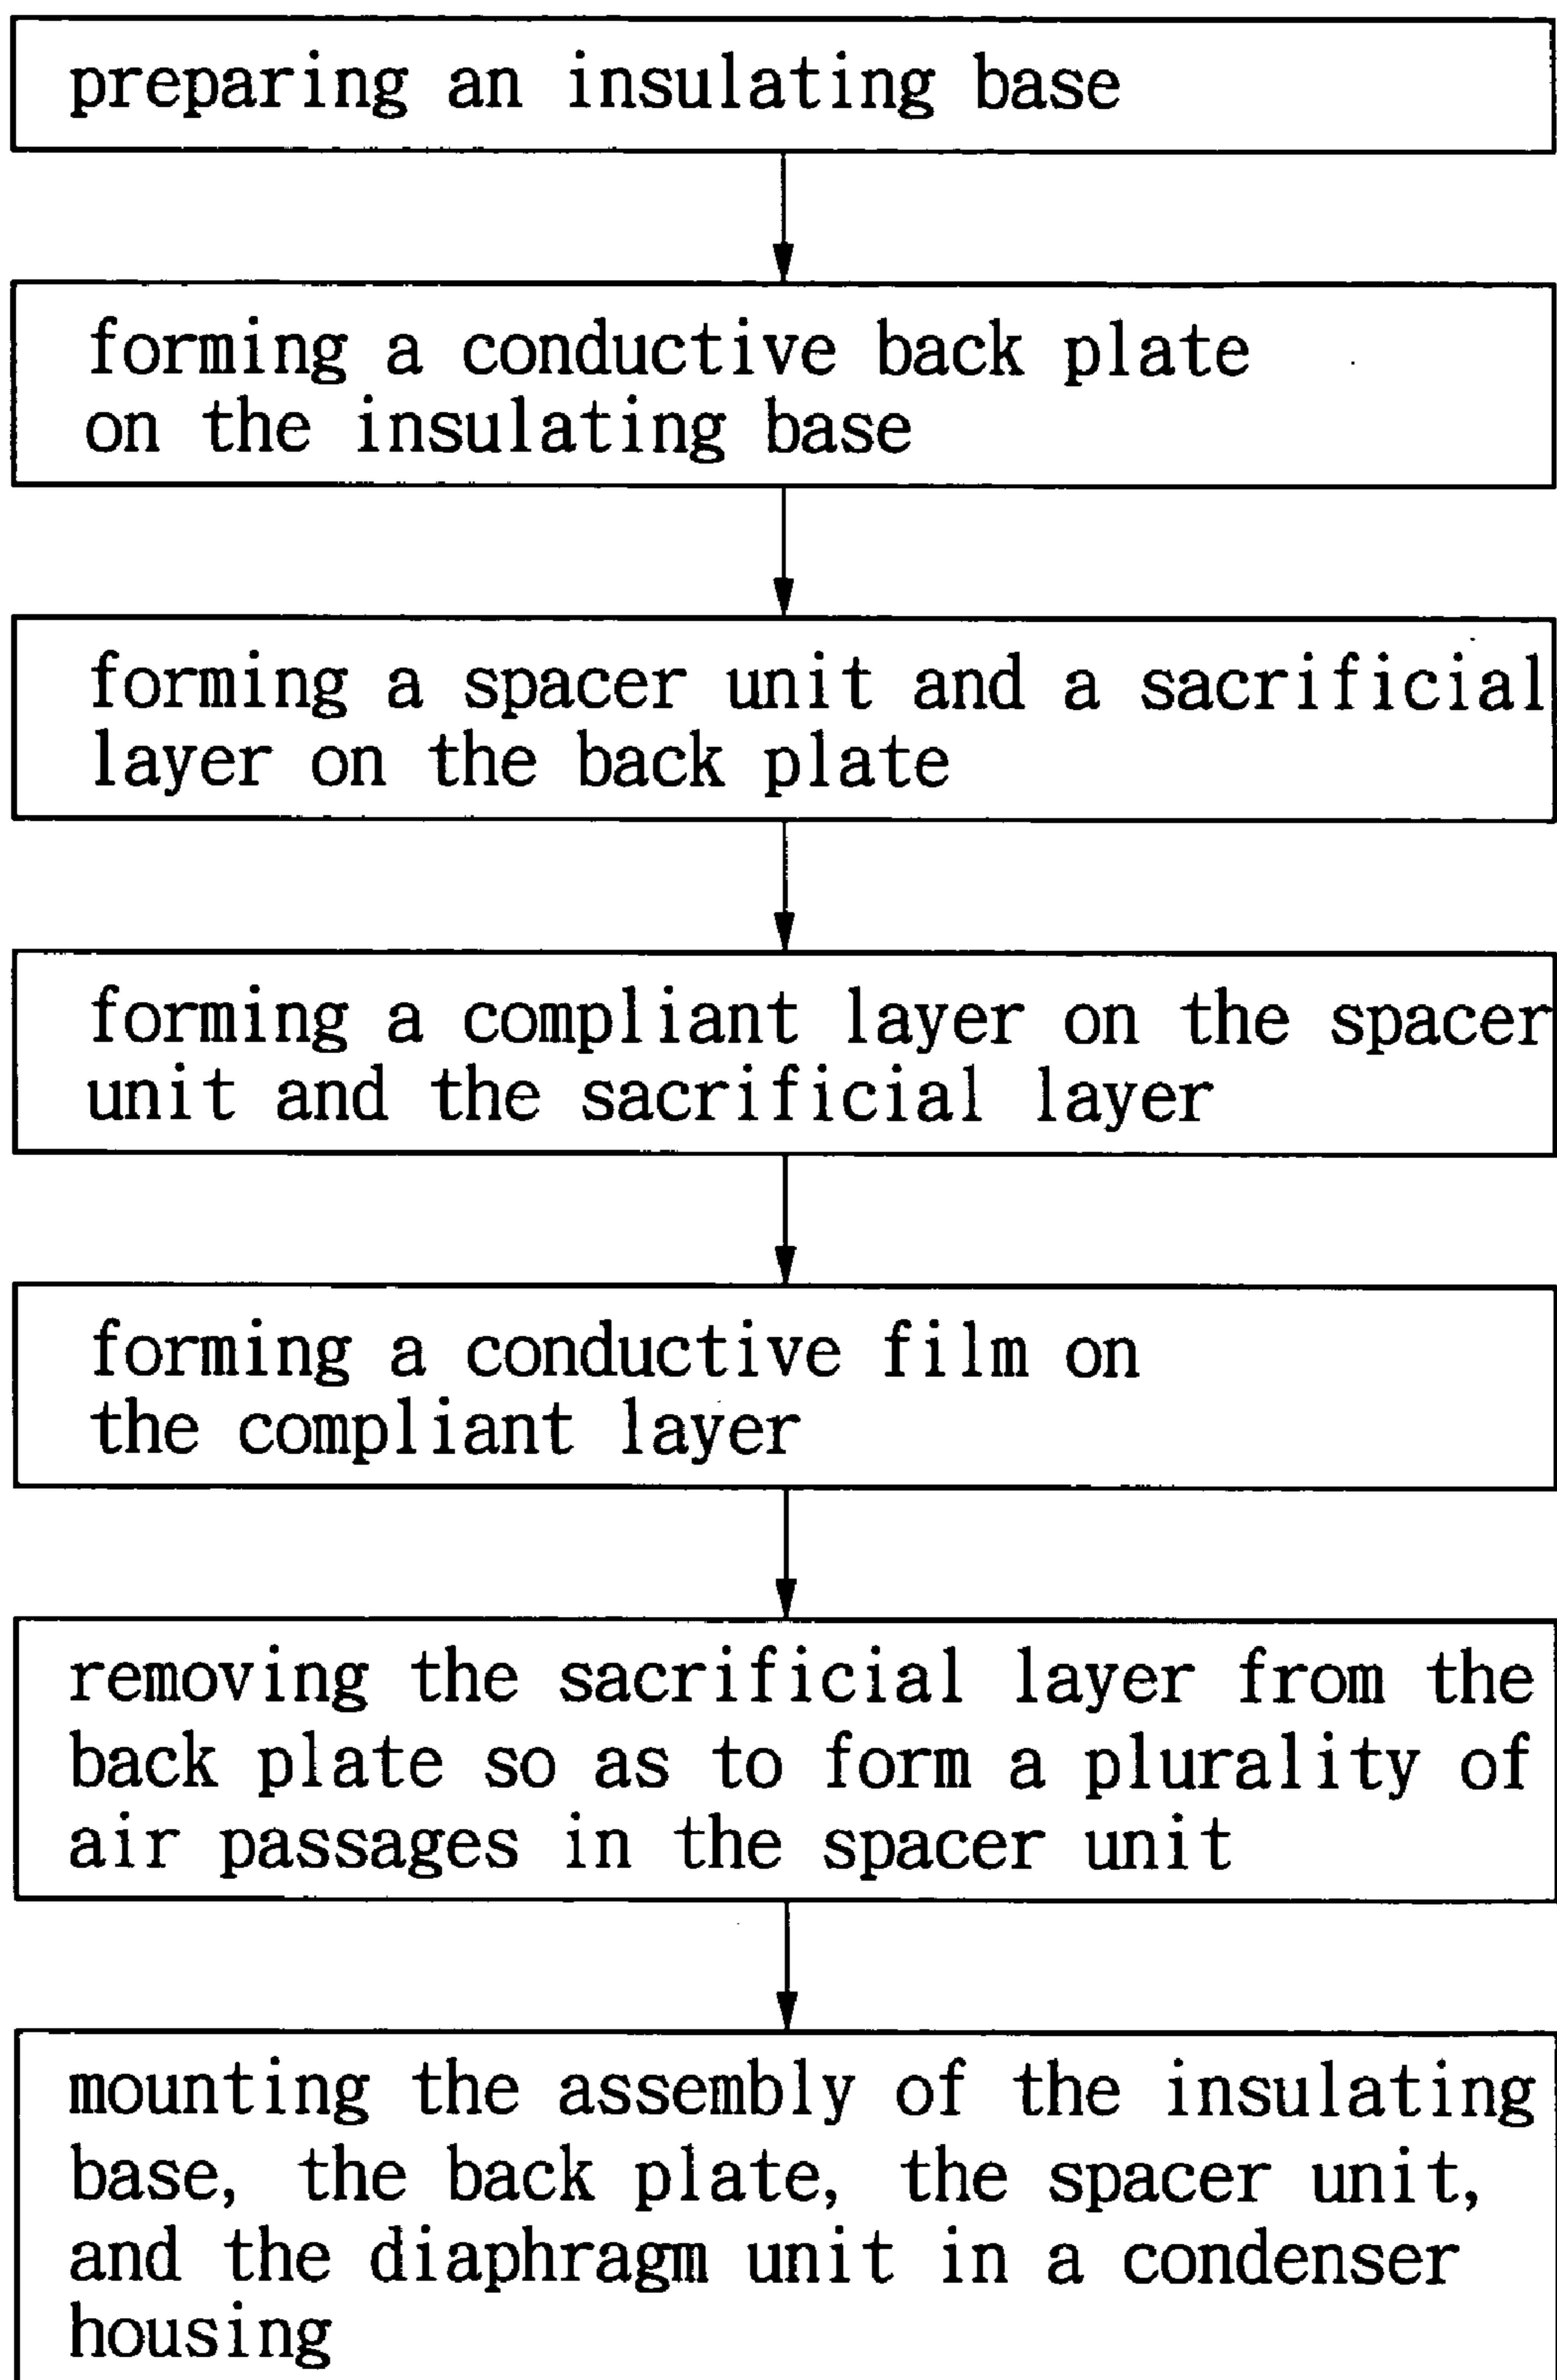 preparing an insulating base
forming a conductive back plate
on the insulating base
forming a spacer unit and a sacrificial
layer on the back plate
forming a compliant layer on the spacer
unit and the sacrificial layer
forming a conductive film on
the compliant layer
removing the sacrificial layer from the
back plate so as to form a plurality of
air passages in the spacer unit
mounting the assembly of the insulating
base, the back plate, the spacer unit,
and the diaphragm unit in a condenser
housing